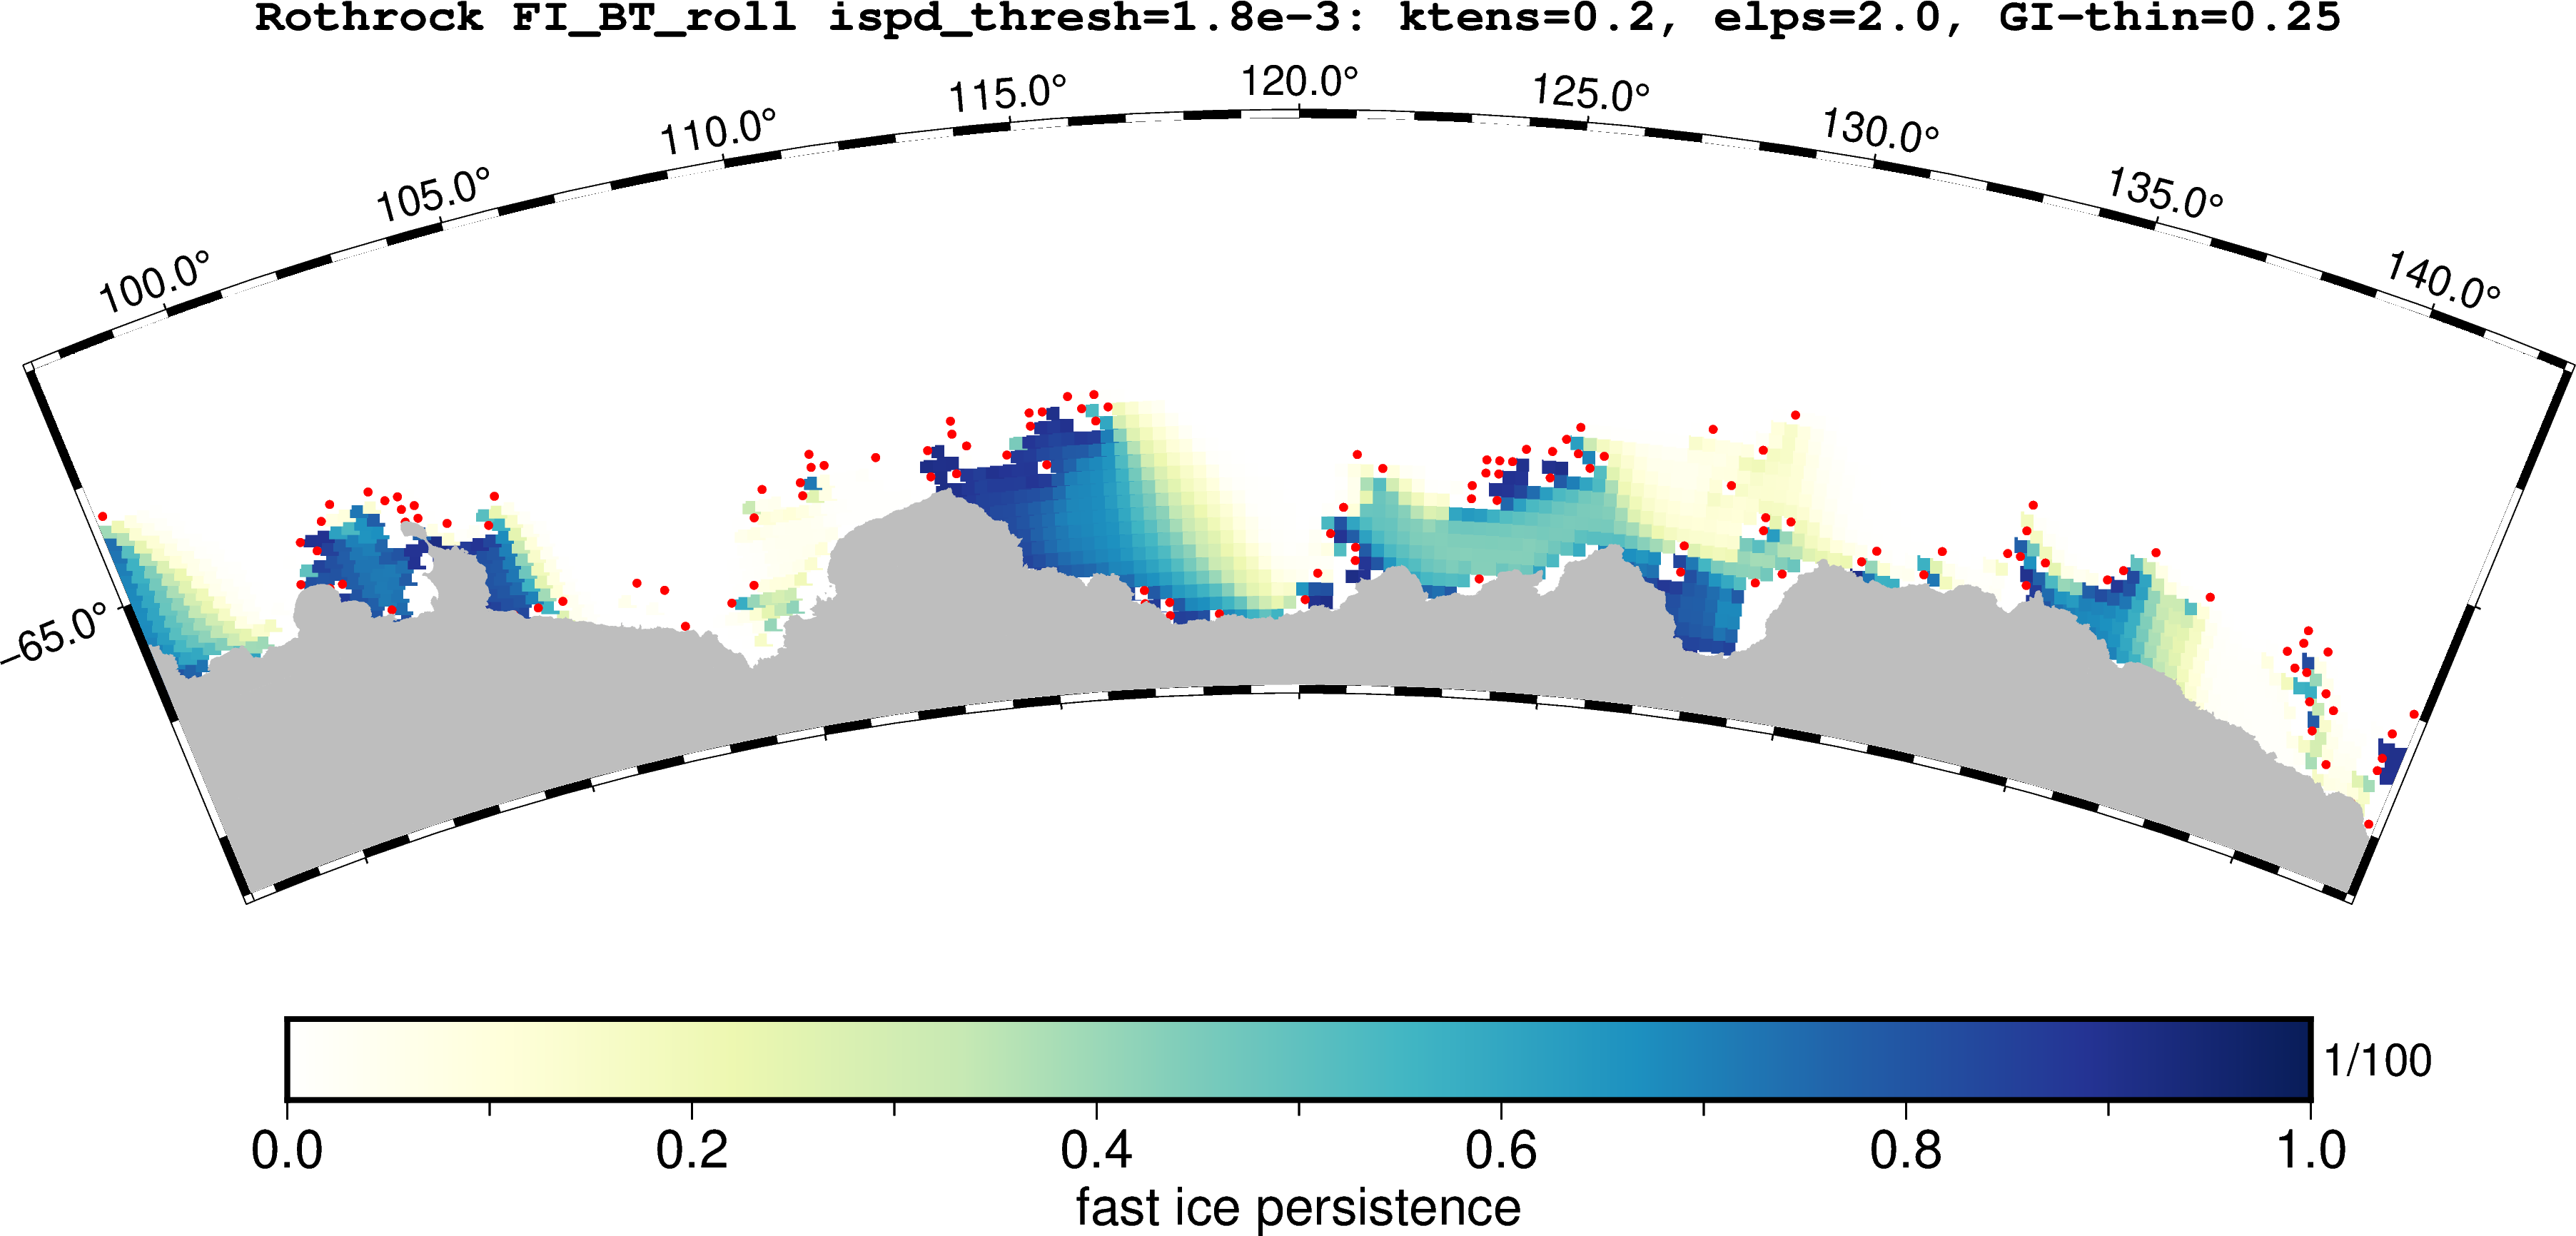 Rothrock FI_BT_roll ispd_thresh=1.8e-3: ktens=0.2, elps=2.0, GI-thin=0.25
100.0° 105.0° 110.0° 115.0° 120.0° 125.0° 130.0° 135.0° 140.0°
-65.0°
1/100
0.0 0.2 0.4 0.6 0.8 1.0
fast ice persistence